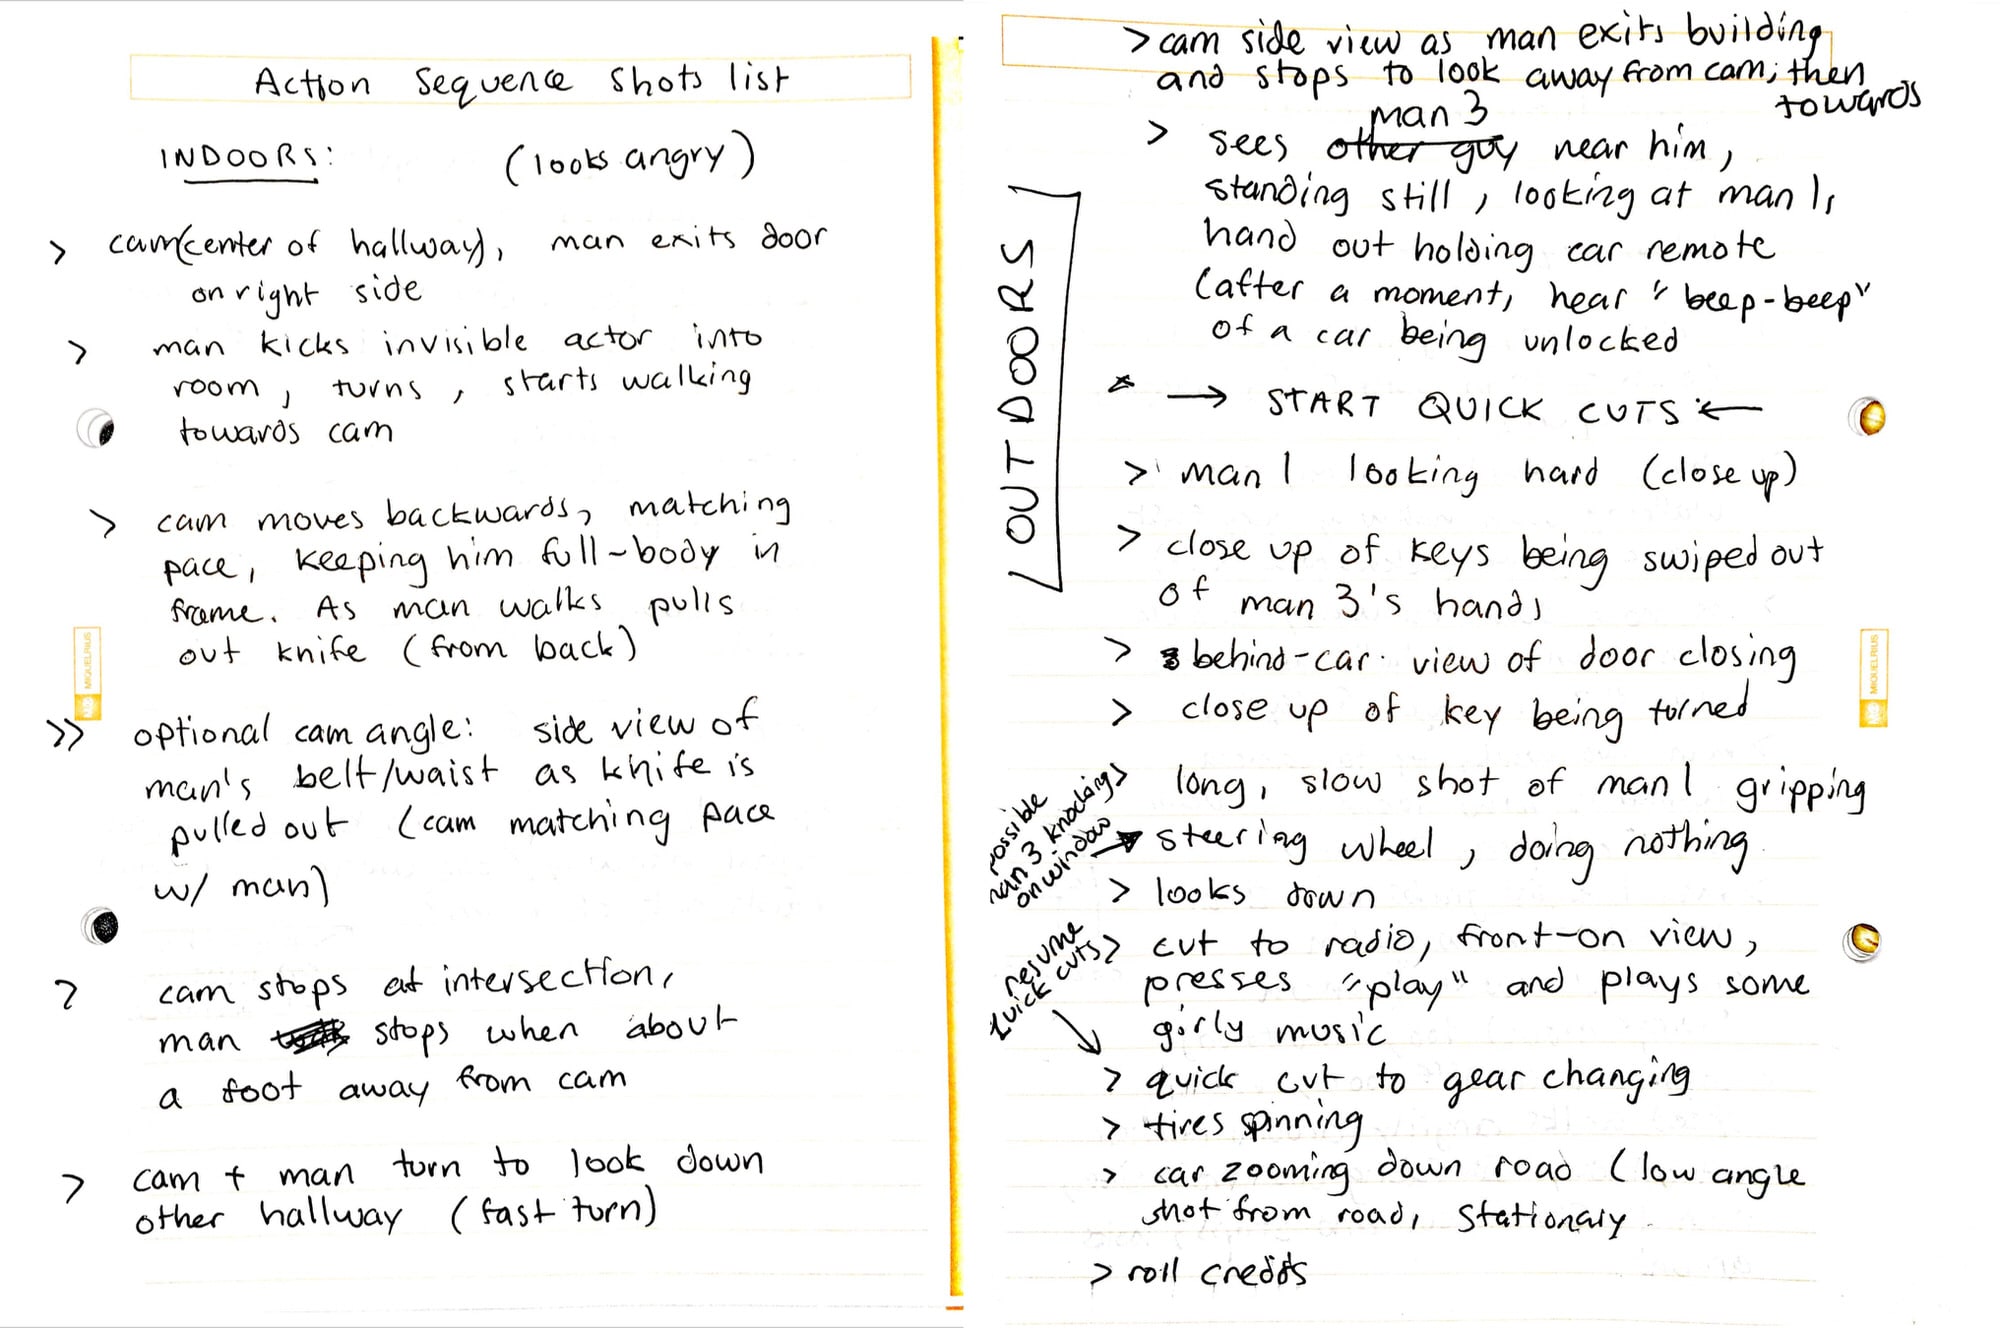 Action Sequence Shots list
INDOORS: (looks angry)
> cam(center of hallway), man exits door
on right side
> man kicks invisible actor into
room, turns, starts walking
towards cam
> cam moves backwards, matching
pace, keeping him full-body in
frame. As man walks pulls
out knife (from back)
MIQUELRIUS
>> optional cam angle: side view of
man's belt/waist as knife is
pulled out (cam matching pace
w/ man)
> cam stops at intersection,
man stops when about
a foot away from cam
> cam + man turn to look down
other hallway (fast turn)
> cam side view as man exits building
and stops to look away from cam; then
towards
man 3
> sees other guy near him,
standing still, looking at man 1,
hand out holding car remote
(after a moment, hear "beep-beep"
of a car being unlocked
OUTDOORS
* → START QUICK CUTS ←
> man 1 looking hard (close up)
> close up of keys being swiped out
of man 3's hand,
> behind-car view of door closing
> close up of key being turned
MIQUELRIUS
> long, slow shot of man 1 gripping
steering wheel, doing nothing
possible
man 3 knocking
on window
> looks down
> cut to radio, front-on view,
presses "play" and plays some
girly music
resume
quick cuts
> quick cut to gear changing
> tires spinning
> car zooming down road (low angle
shot from road, stationary
> roll credits